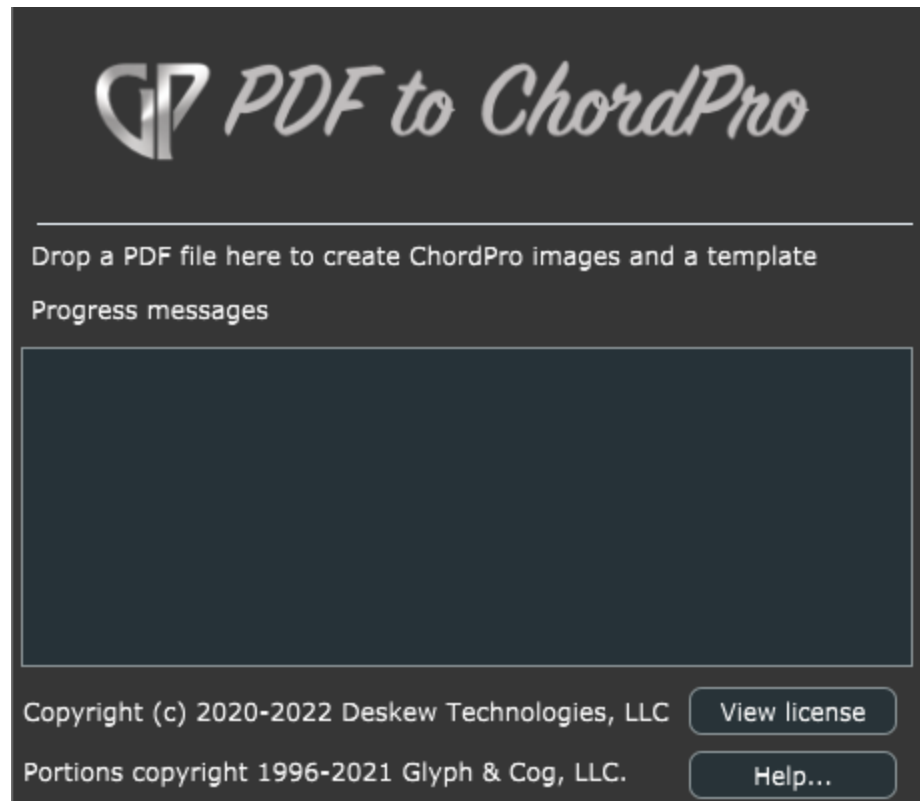 GP PDF to ChordPro
Drop a PDF file here to create ChordPro images and a template
Progress messages
Copyright (c) 2020-2022 Deskew Technologies, LLC
View license
Portions copyright 1996-2021 Glyph & Cog, LLC.
Help...